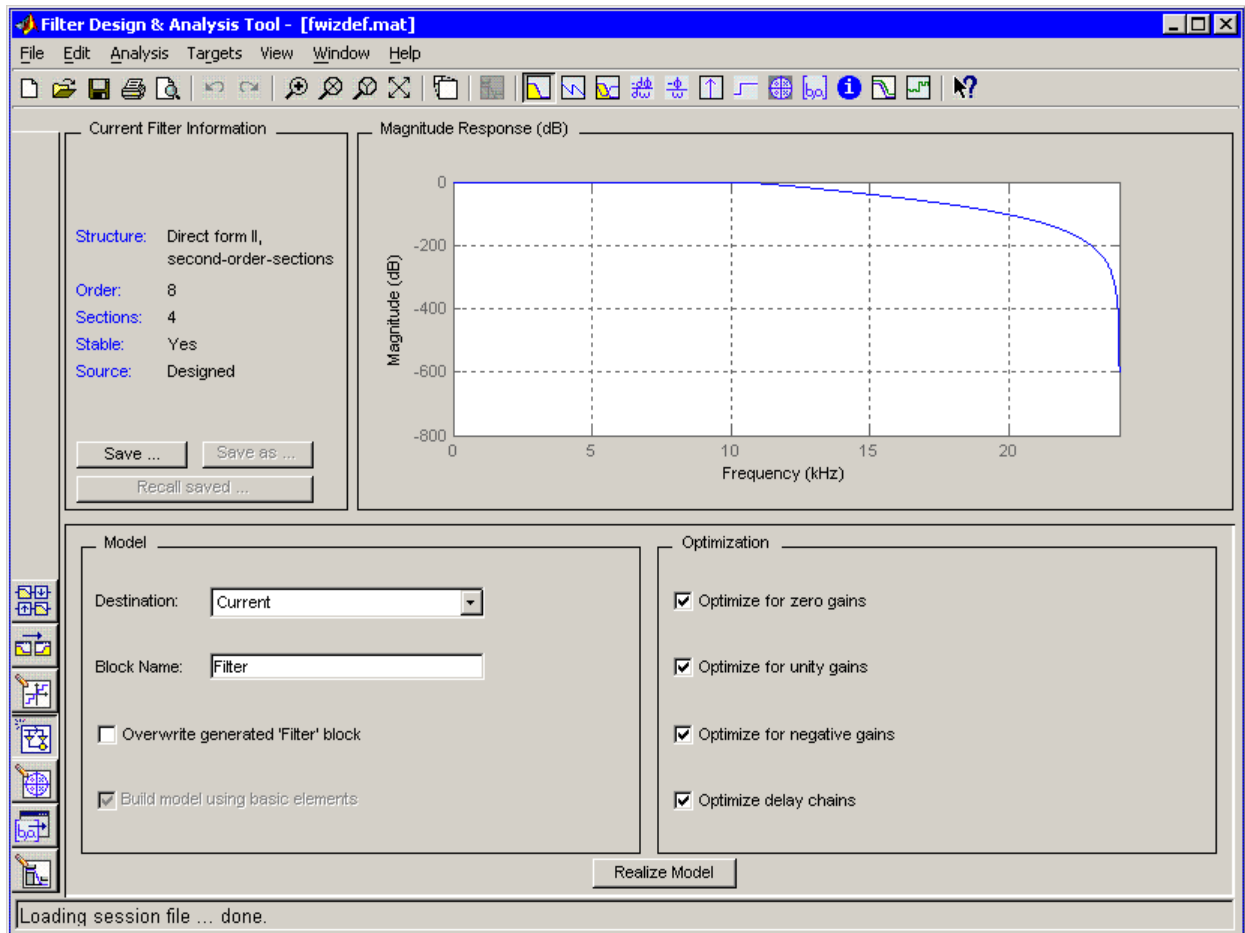 Filter Design & Analysis Tool - [fwizdef.mat]
File Edit Analysis Targets View Window Help
Current Filter Information
Structure: Direct form II,
second-order-sections
Order: 8
Sections: 4
Stable: Yes
Source: Designed
Save ... Save as ...
Recall saved ...
Magnitude Response (dB)
0
-200
-400
-600
-800
Magnitude (dB)
0 5 10 15 20
Frequency (kHz)
Model
Destination: Current
Block Name: Filter
Overwrite generated 'Filter' block
Build model using basic elements
Optimization
Optimize for zero gains
Optimize for unity gains
Optimize for negative gains
Optimize delay chains
Realize Model
Loading session file ... done.